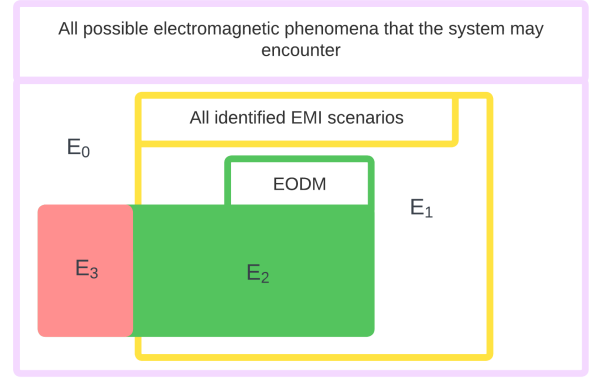 All possible electromagnetic phenomena that the system may
encounter
All identified EMI scenarios
E₀
EODM
E₁
E₃
E₂